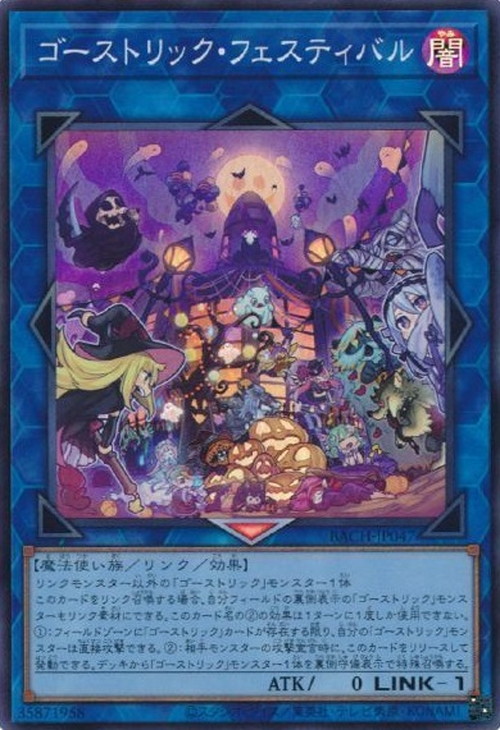 ゴーストリック・フェスティバル
闇
やみ
BACH-JP047
【魔法使い族／リンク／効果】
リンクモンスター以外の「ゴーストリック」モンスター1体
このカードをリンク召喚する場合、自分フィールドの裏側表示の「ゴーストリック」モンスター
もリンク素材にできる。このカード名の②の効果は1ターンに1度しか使用できない。
①：フィールドゾーンに「ゴーストリック」カードが存在する限り、自分の「ゴーストリック」モンス
ターは直接攻撃できる。②：相手モンスターの攻撃宣言時に、このカードをリリースして
発動できる。デッキから「ゴーストリック」モンスター1体を裏側守備表示で特殊召喚する。
ATK/ 0 LINK-1
35871958
©スタジオ・ダイス／集英社・テレビ東京・KONAMI